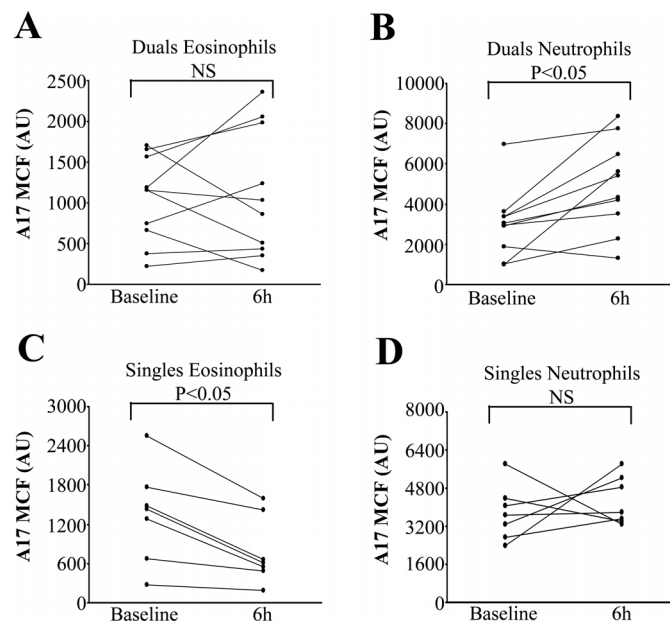 A
Duals Eosinophils
NS
A17 MCF (AU)
2500
2000
1500
1000
500
0
Baseline
6h
B
Duals Neutrophils
P<0.05
A17 MCF (AU)
10000
8000
6000
4000
2000
0
Baseline
6h
C
Singles Eosinophils
P<0.05
A17 MCF (AU)
3000
2400
1800
1200
600
0
Baseline
6h
D
Singles Neutrophils
NS
A17 MCF (AU)
8000
6400
4800
3200
1600
0
Baseline
6h